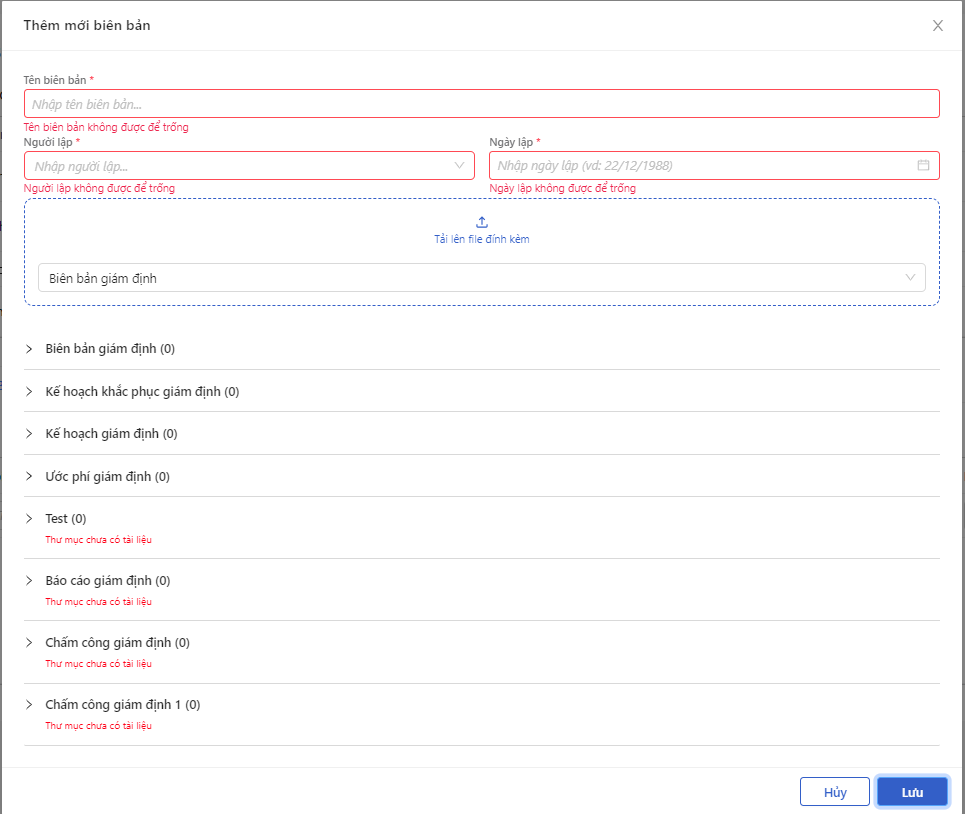 Thêm mới biên bản
Tên biên bản *
Nhập tên biên bản...
Tên biên bản không được để trống
Người lập *
Ngày lập *
Nhập người lập...
Nhập ngày lập (vd: 22/12/1988)
Người lập không được để trống
Ngày lập không được để trống
Tải lên file đính kèm
Biên bản giám định
Biên bản giám định (0)
Kế hoạch khắc phục giám định (0)
Kế hoạch giám định (0)
Ước phí giám định (0)
Test (0)
Thư mục chưa có tài liệu
Báo cáo giám định (0)
Thư mục chưa có tài liệu
Chấm công giám định (0)
Thư mục chưa có tài liệu
Chấm công giám định 1 (0)
Thư mục chưa có tài liệu
Hủy
Lưu